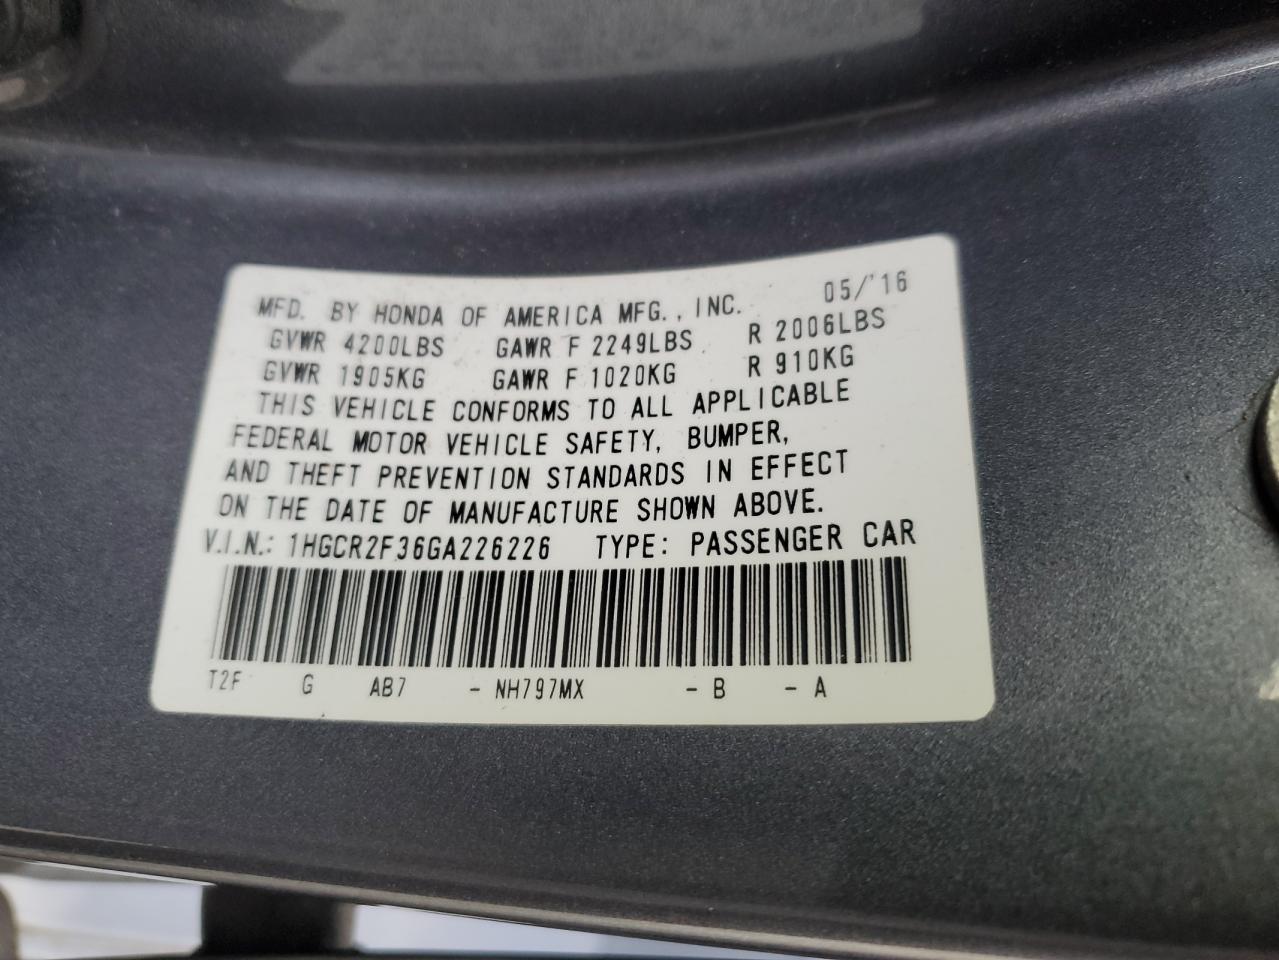 MFD. BY HONDA OF AMERICA MFG., INC. 05/'16
GVWR 4200LBS GAWR F 2249LBS R 2006LBS
GVWR 1905KG GAWR F 1020KG R 910KG
THIS VEHICLE CONFORMS TO ALL APPLICABLE
FEDERAL MOTOR VEHICLE SAFETY, BUMPER,
AND THEFT PREVENTION STANDARDS IN EFFECT
ON THE DATE OF MANUFACTURE SHOWN ABOVE.
V.I.N.: 1HGCR2F36GA226226 TYPE: PASSENGER CAR
T2F G AB7 - NH797MX - B - A